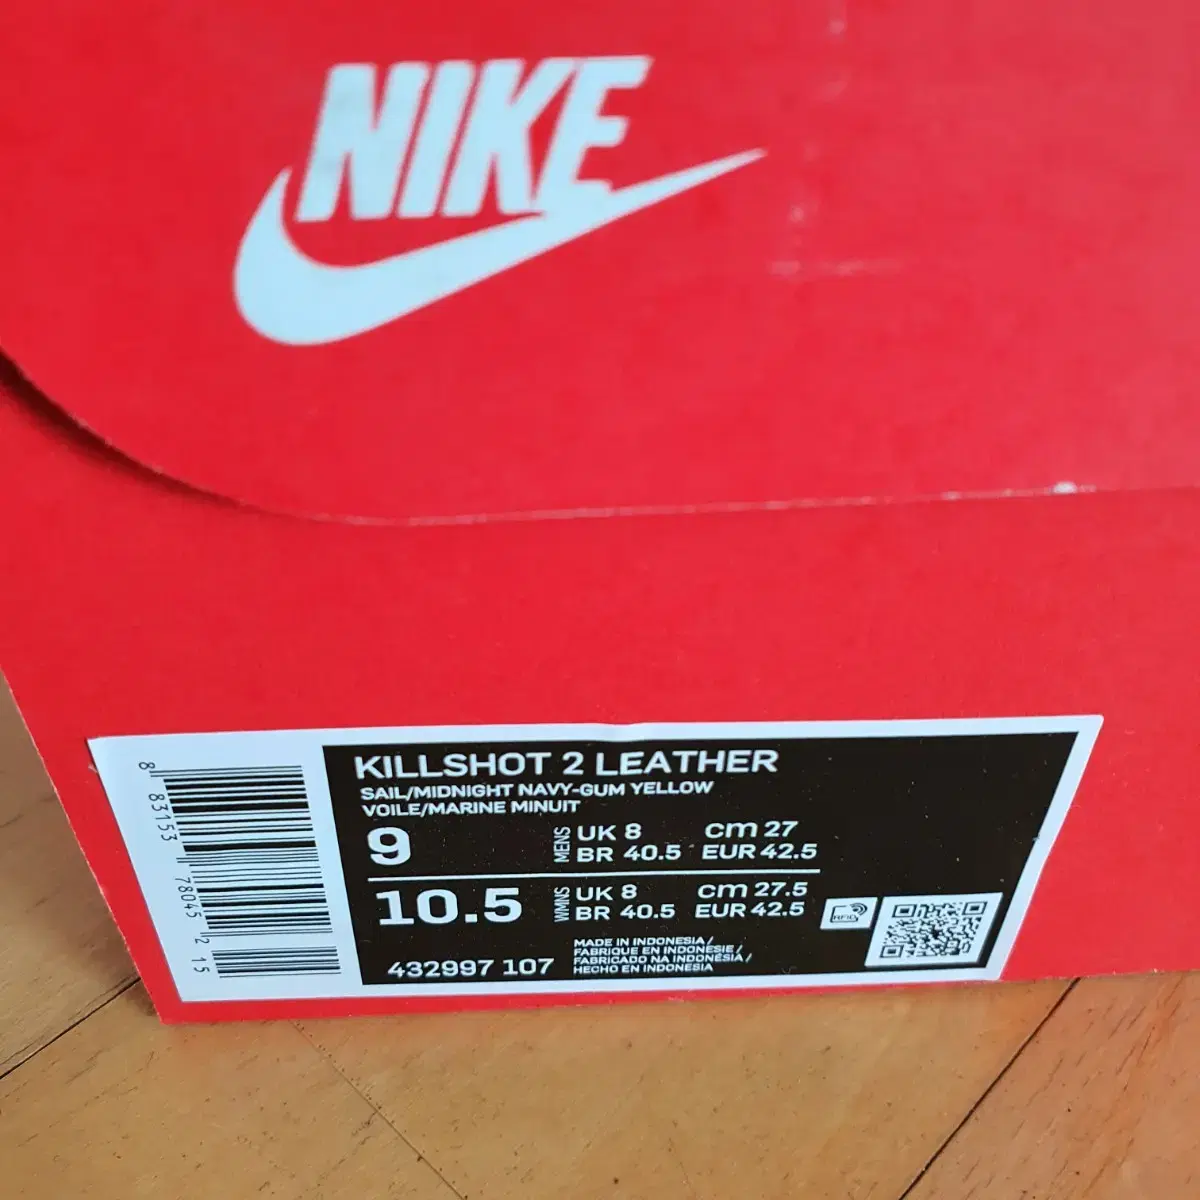 NIKE
KILLSHOT 2 LEATHER
SAIL/MIDNIGHT NAVY-GUM YELLOW
VOILE/MARINE MINUIT
9 MENS UK 8 cm 27
BR 40.5 EUR 42.5
10.5 WMNS UK 8 cm 27.5
BR 40.5 EUR 42.5
RFID
432997 107
MADE IN INDONESIA /
FABRIQUE EN INDONESIE /
FABRICADO NA INDONÉSIA /
HECHO EN INDONESIA
8 83153 78045 2 15